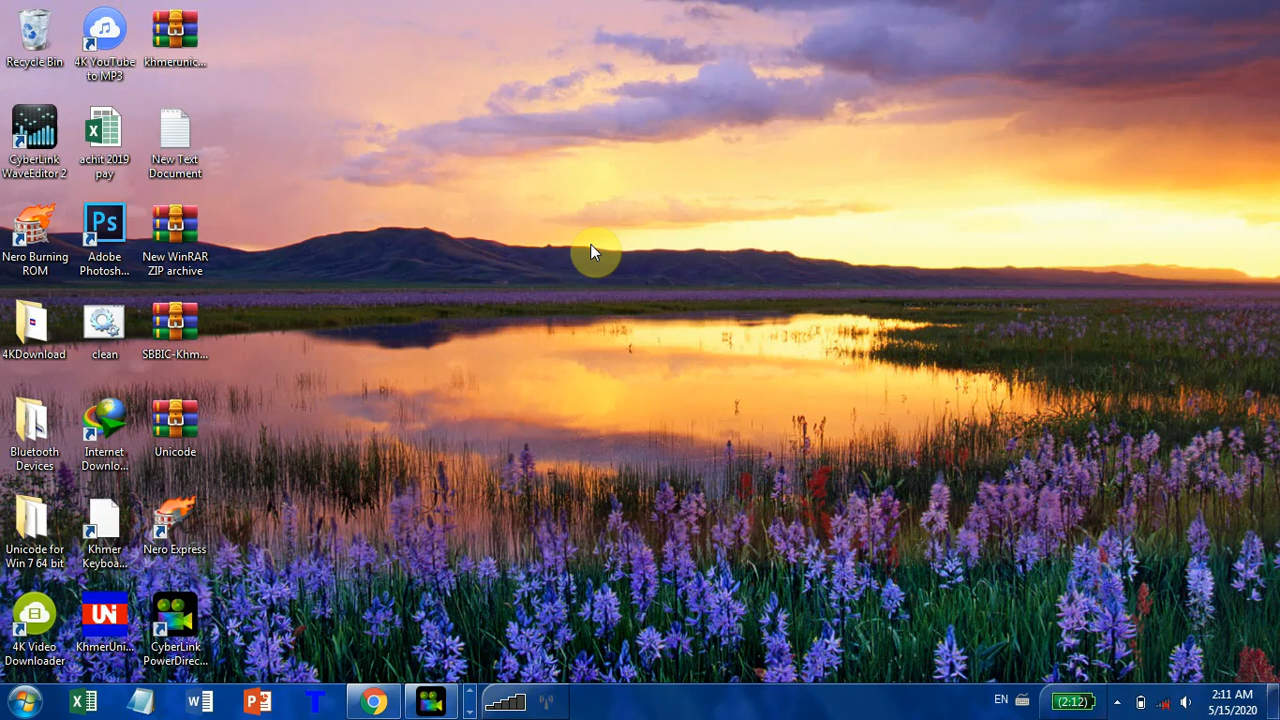 Recycle Bin
4K YouTube
to MP3
khmerunic...
CyberLink
WaveEditor 2
achit 2019
pay
New Text
Document
Nero Burning
ROM
Ps
Adobe
Photosh...
New WinRAR
ZIP archive
4KDownload
clean
SBBIC-Khm...
Bluetooth
Devices
Internet
Downlo...
Unicode
Unicode for
Win 7 64 bit
Khmer
Keyboa...
Nero Express
4K Video
Downloader
UNi
KhmerUni...
CyberLink
PowerDirec...
EN
(2:12)
2:11 AM
5/15/2020